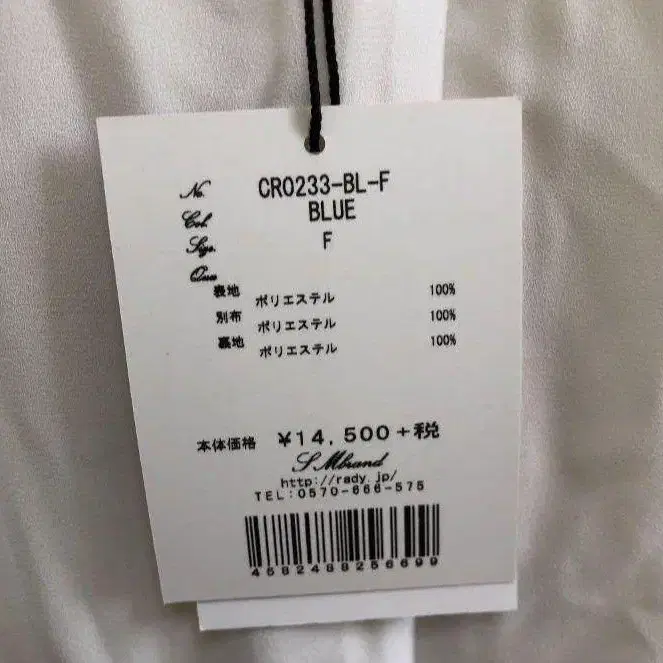 No. CR0233-BL-F
Col. BLUE
Size. F
Qua
表地 ポリエステル 100%
別布 ポリエステル 100%
裏地 ポリエステル 100%
本体価格 ¥14,500+税
S Mbrand
http://rady.jp/
TEL:0570-666-575
4582488256699